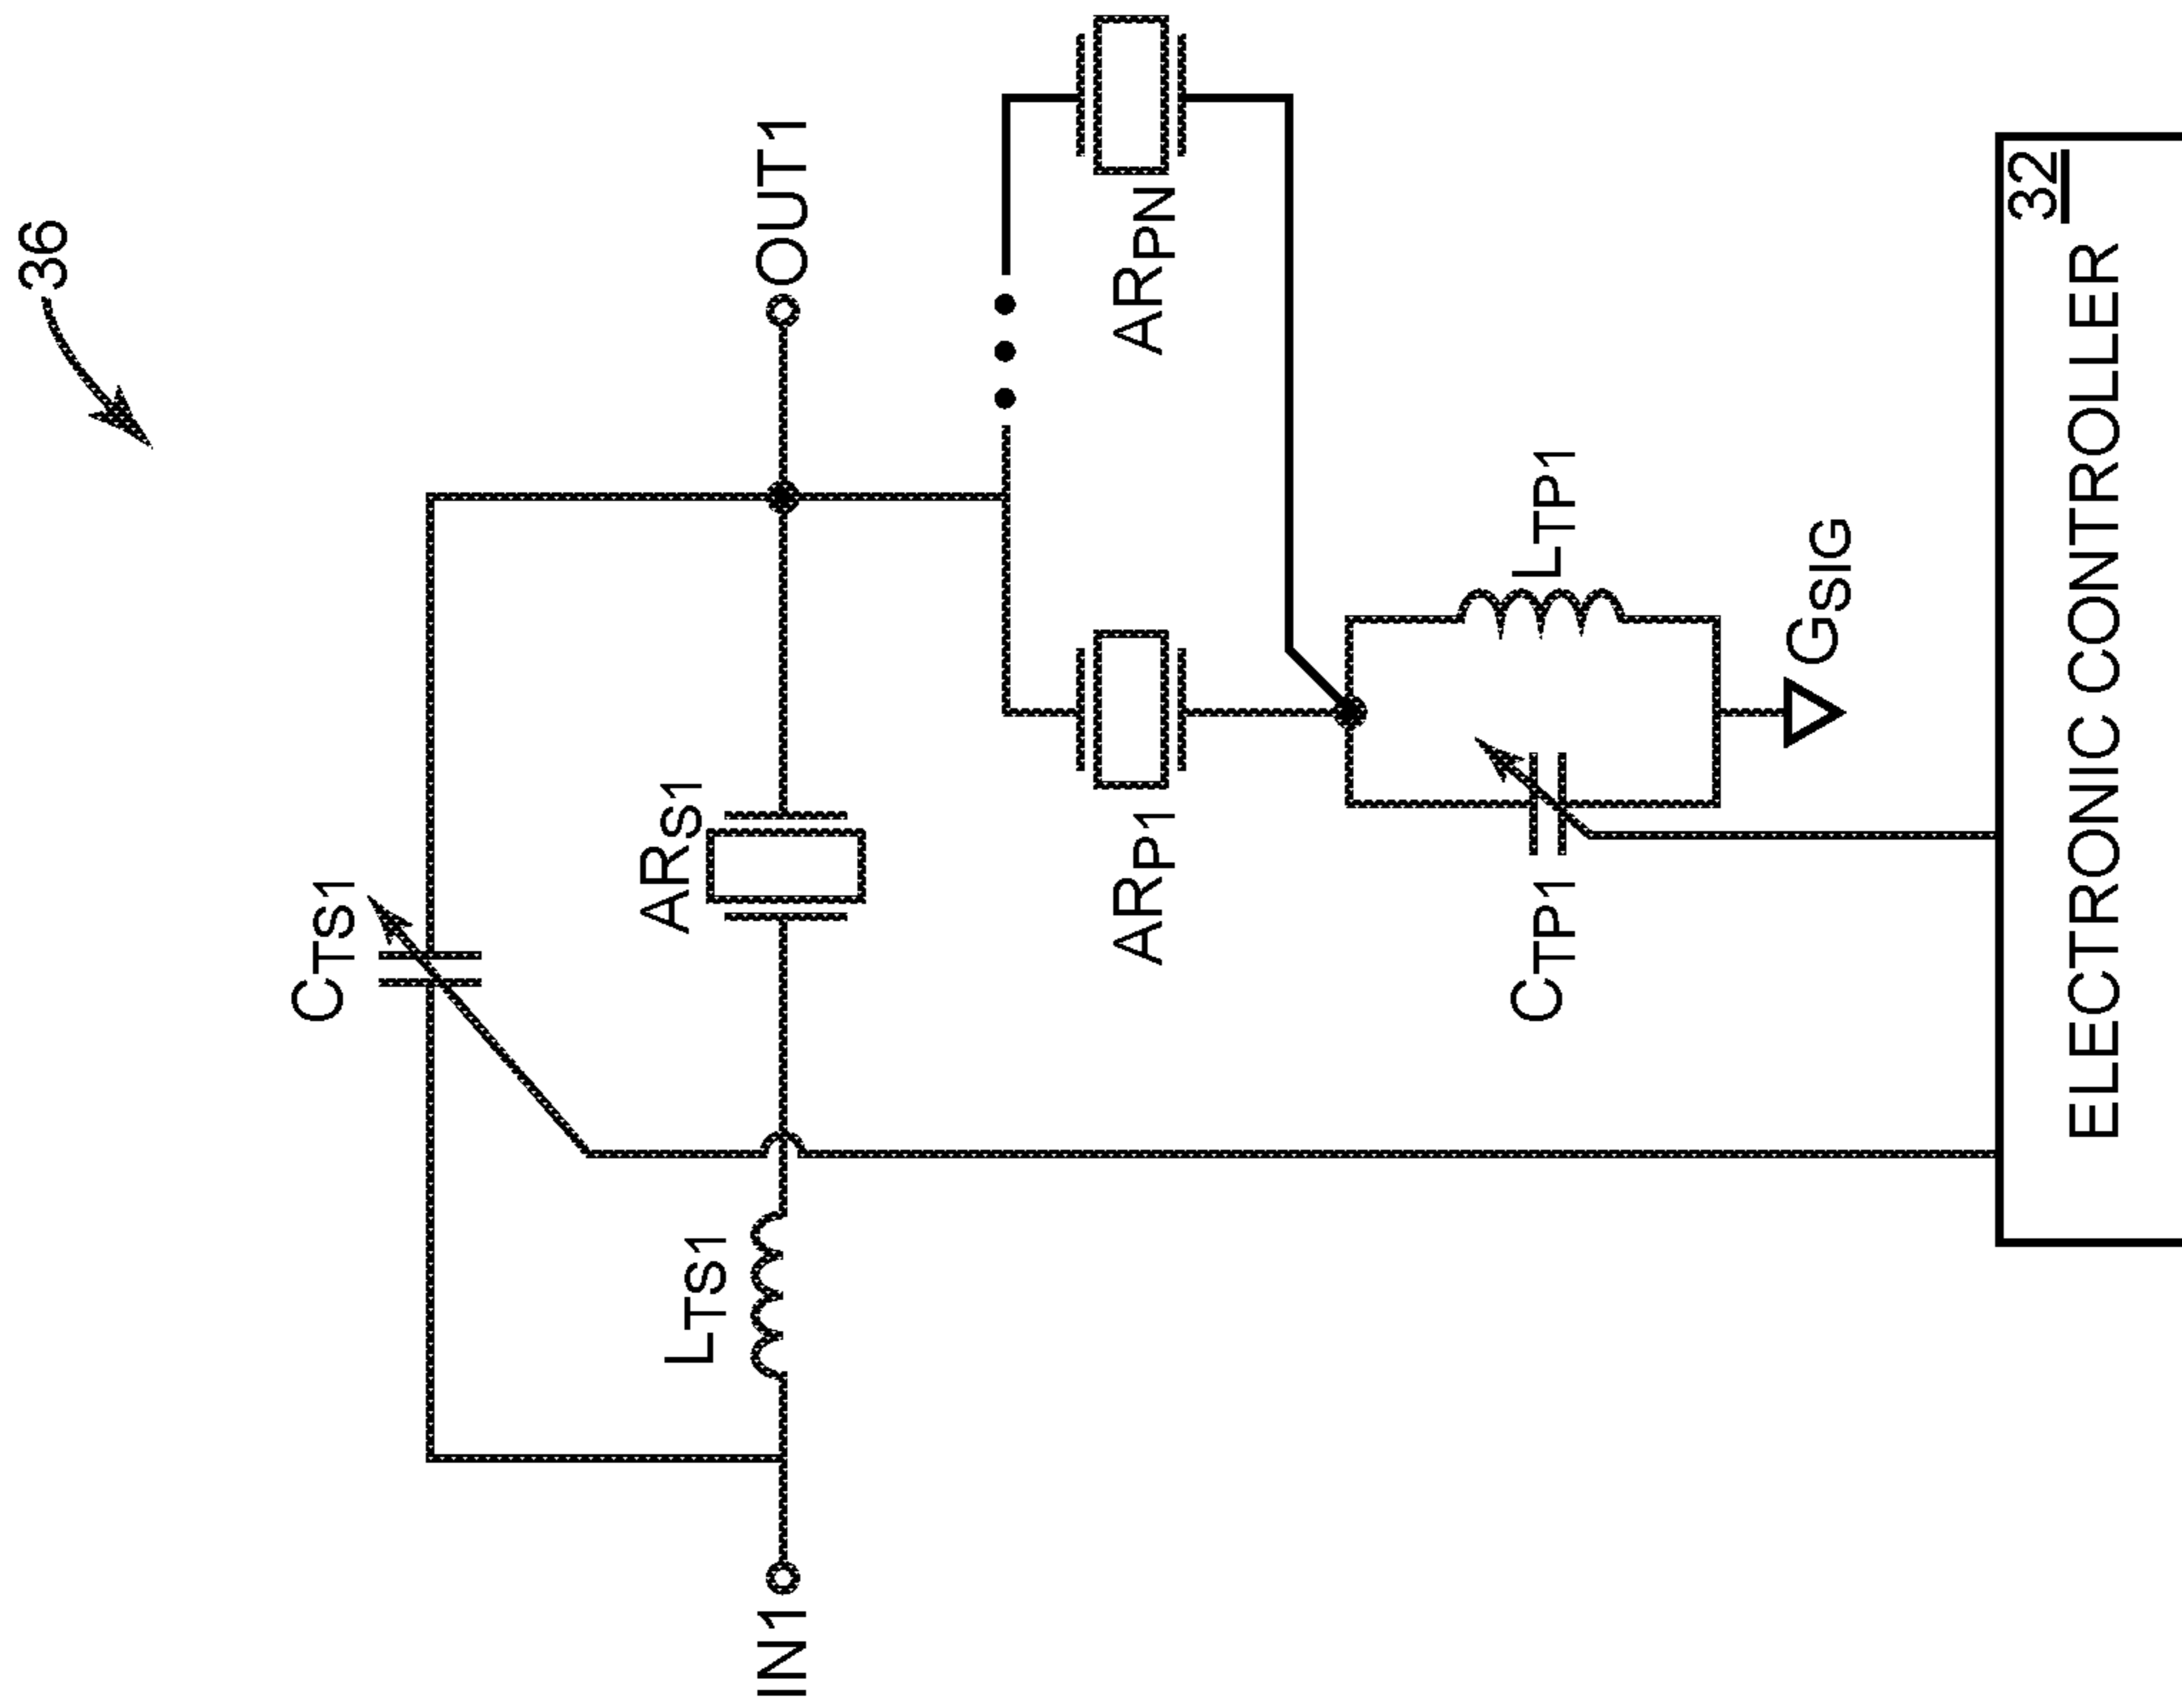 36
CTS1
ARS1
LTS1
IN1
OUT1
ARP1
ARPN
CTP1
LTP1
GSIG
ELECTRONIC CONTROLLER
32